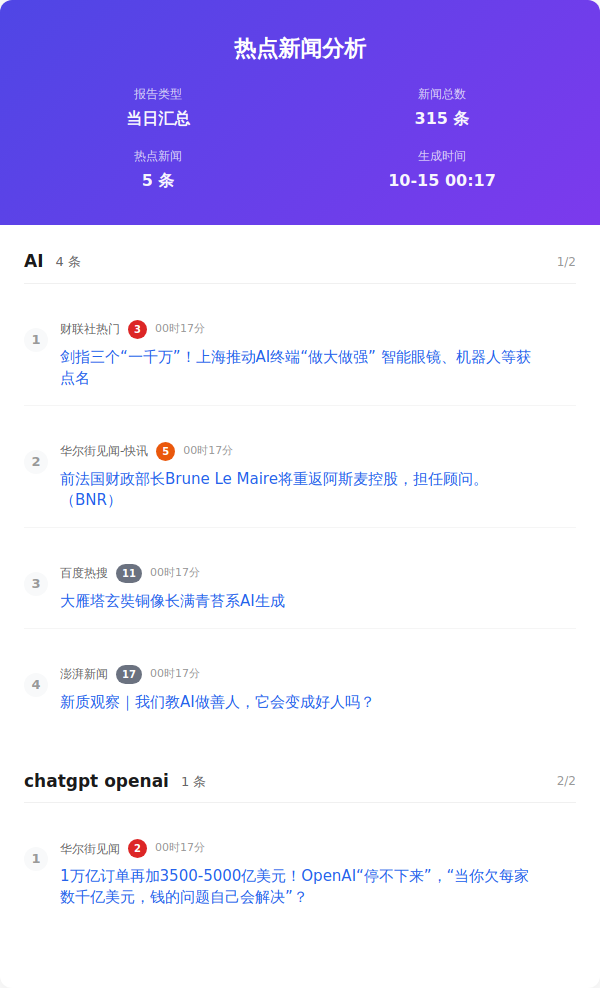 热点新闻分析
报告类型
新闻总数
当日汇总
315 条
热点新闻
生成时间
5 条
10-15 00:17
AI 4 条 1/2
1
财联社热门 3 00时17分
剑指三个“一千万”！上海推动AI终端“做大做强” 智能眼镜、机器人等获
点名
2
华尔街见闻-快讯 5 00时17分
前法国财政部长Brune Le Maire将重返阿斯麦控股，担任顾问。
（BNR）
3
百度热搜 11 00时17分
大雁塔玄奘铜像长满青苔系AI生成
4
澎湃新闻 17 00时17分
新质观察｜我们教AI做善人，它会变成好人吗？
chatgpt openai 1 条 2/2
1
华尔街见闻 2 00时17分
1万亿订单再加3500-5000亿美元！OpenAI“停不下来”，“当你欠每家
数千亿美元，钱的问题自己会解决”？